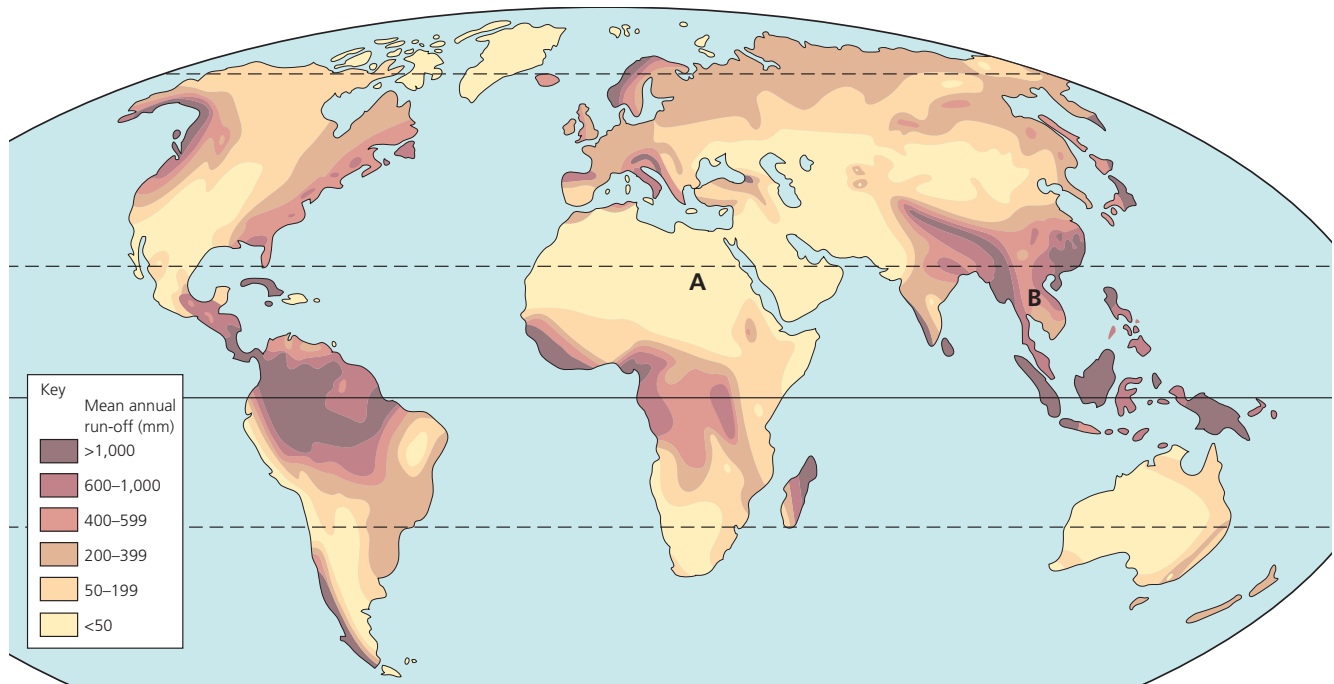 A
B
Key
Mean annual
run-off (mm)
>1,000
600–1,000
400–599
200–399
50–199
<50